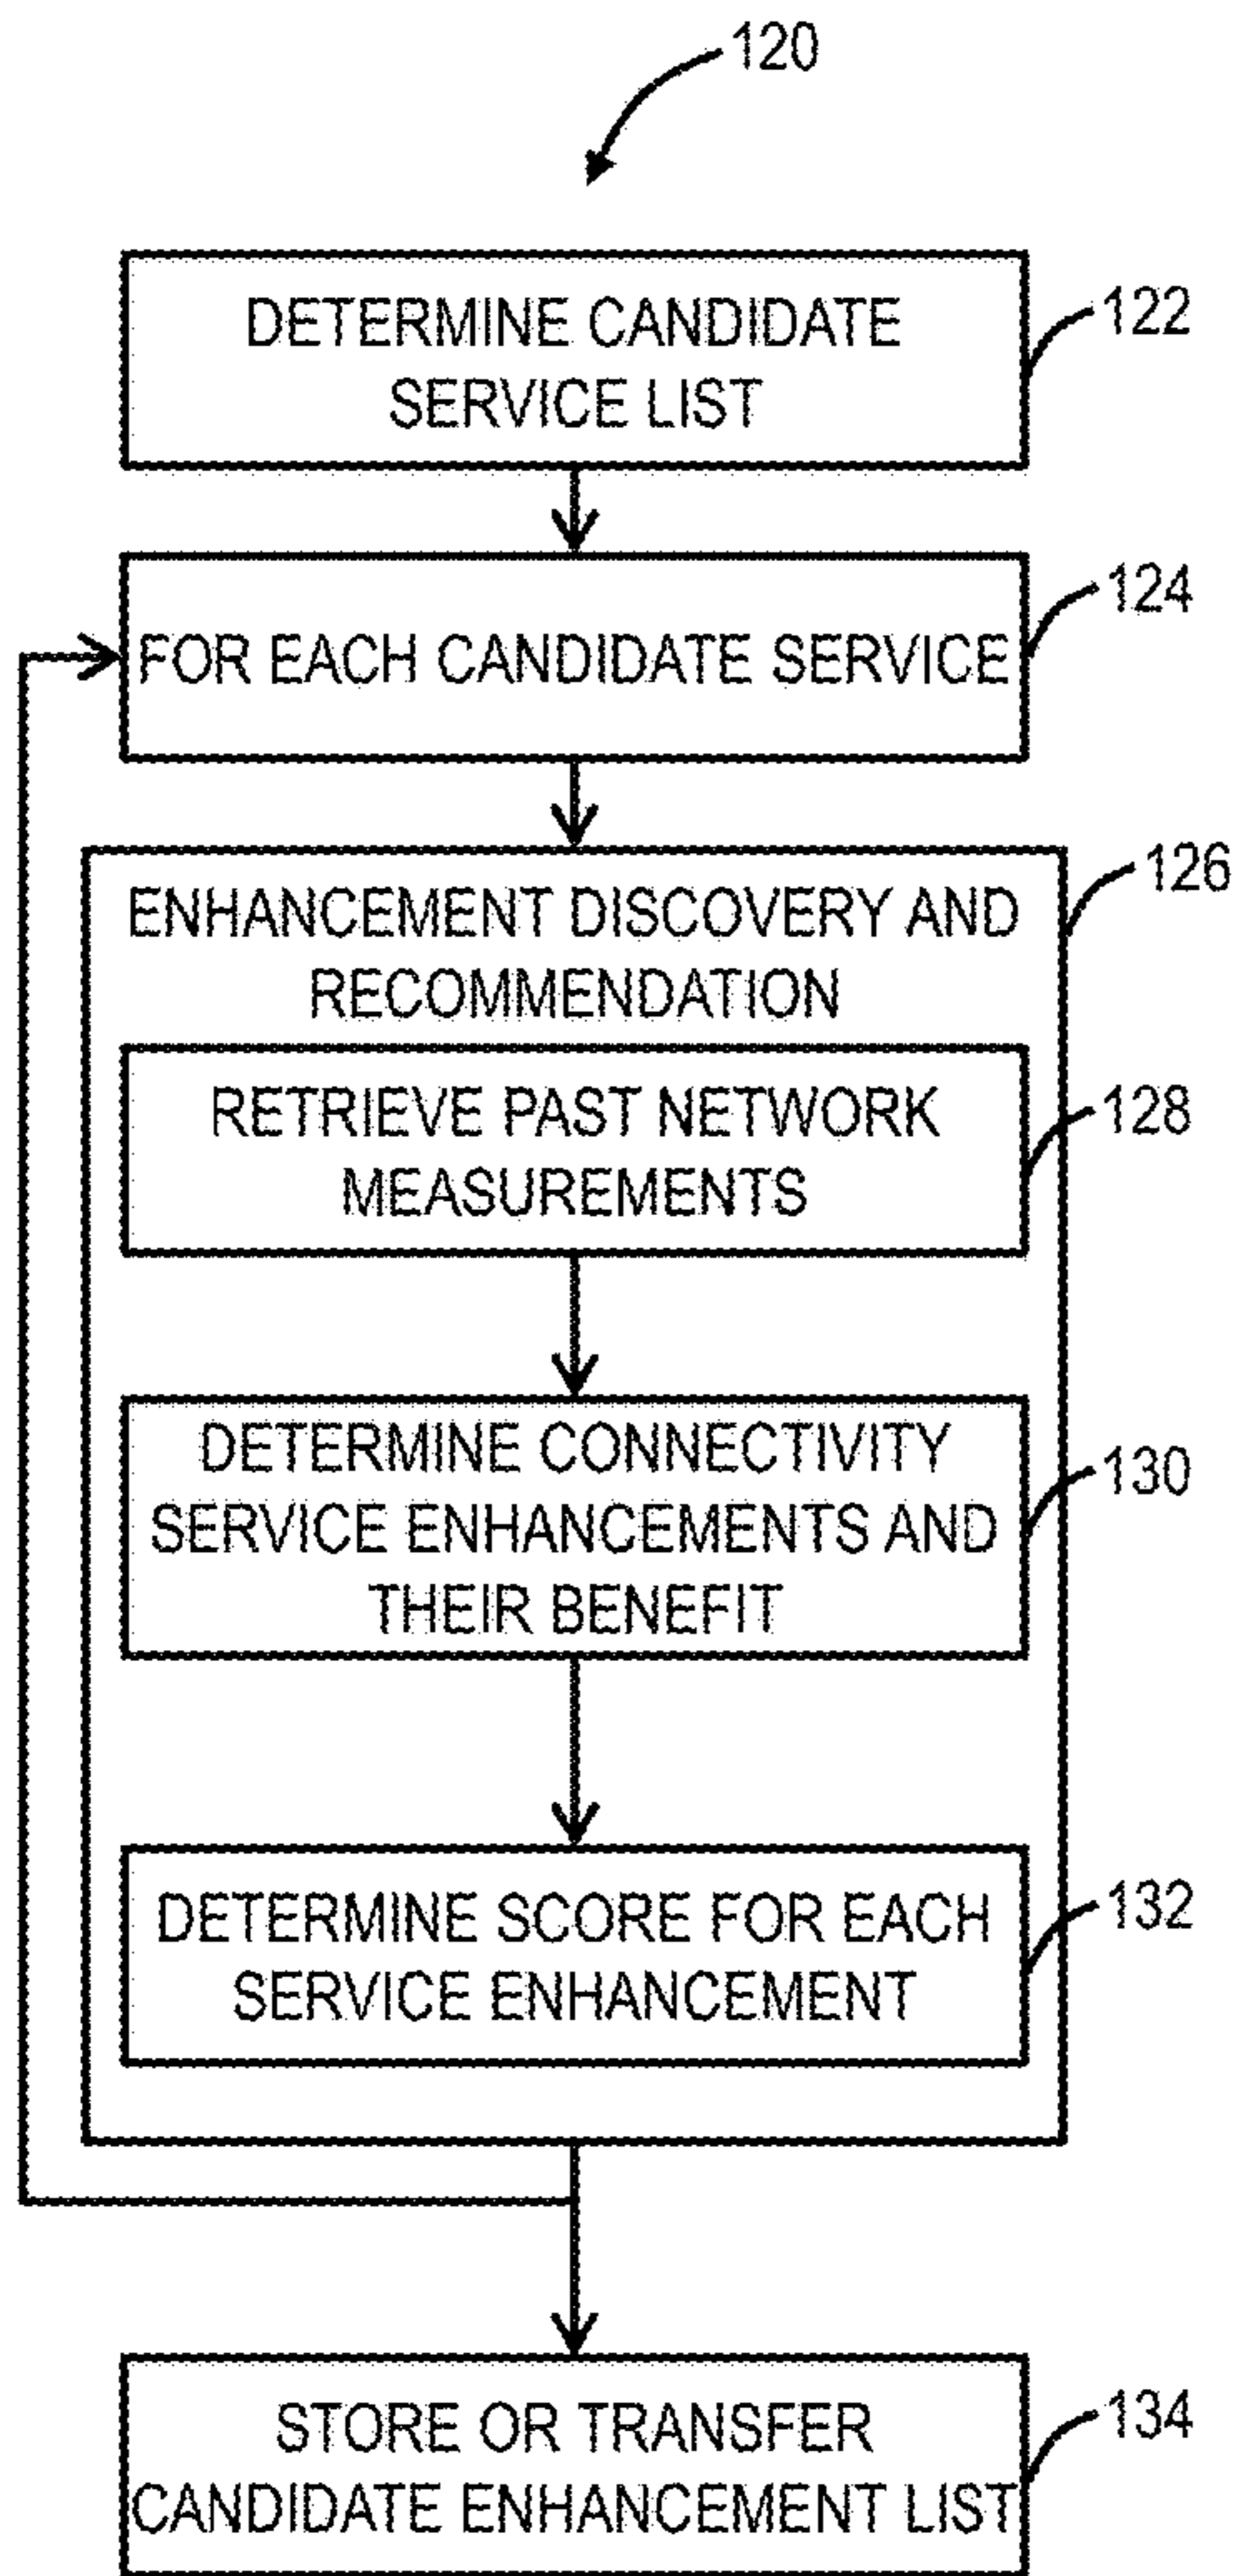 120
DETERMINE CANDIDATE
SERVICE LIST
122
FOR EACH CANDIDATE SERVICE
124
ENHANCEMENT DISCOVERY AND
RECOMMENDATION
126
RETRIEVE PAST NETWORK
MEASUREMENTS
128
DETERMINE CONNECTIVITY
SERVICE ENHANCEMENTS AND
THEIR BENEFIT
130
DETERMINE SCORE FOR EACH
SERVICE ENHANCEMENT
132
STORE OR TRANSFER
CANDIDATE ENHANCEMENT LIST
134